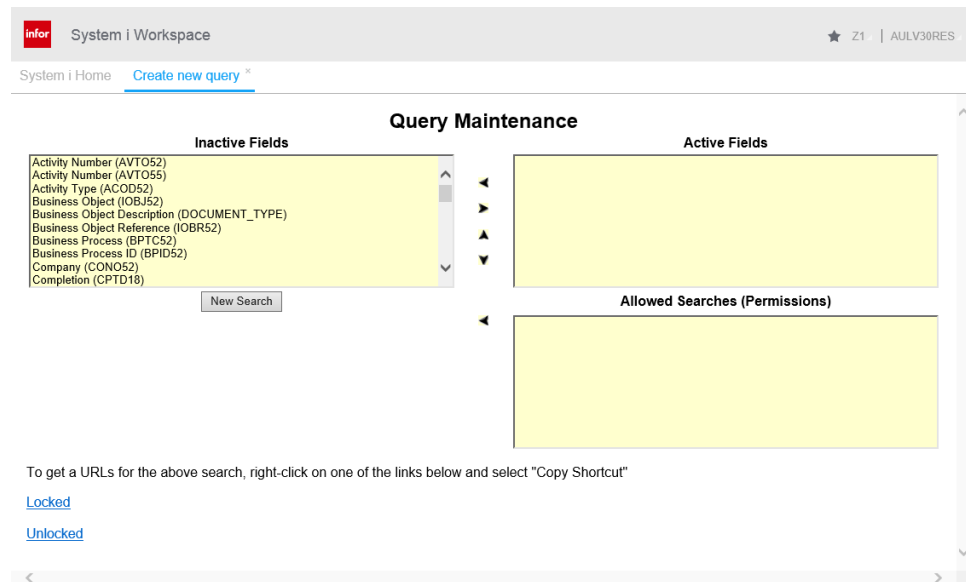 infor System i Workspace Z1 | AULV30RES
System i Home Create new query ×
Query Maintenance
Inactive Fields Active Fields
Activity Number (AVTO52)
Activity Number (AVTO55)
Activity Type (ACOD52)
Business Object (IOBJ52)
Business Object Description (DOCUMENT_TYPE)
Business Object Reference (IOBR52)
Business Process (BPTC52)
Business Process ID (BPID52)
Company (CONO52)
Completion (CPTD18)
New Search Allowed Searches (Permissions)
To get a URLs for the above search, right-click on one of the links below and select "Copy Shortcut"
Locked
Unlocked